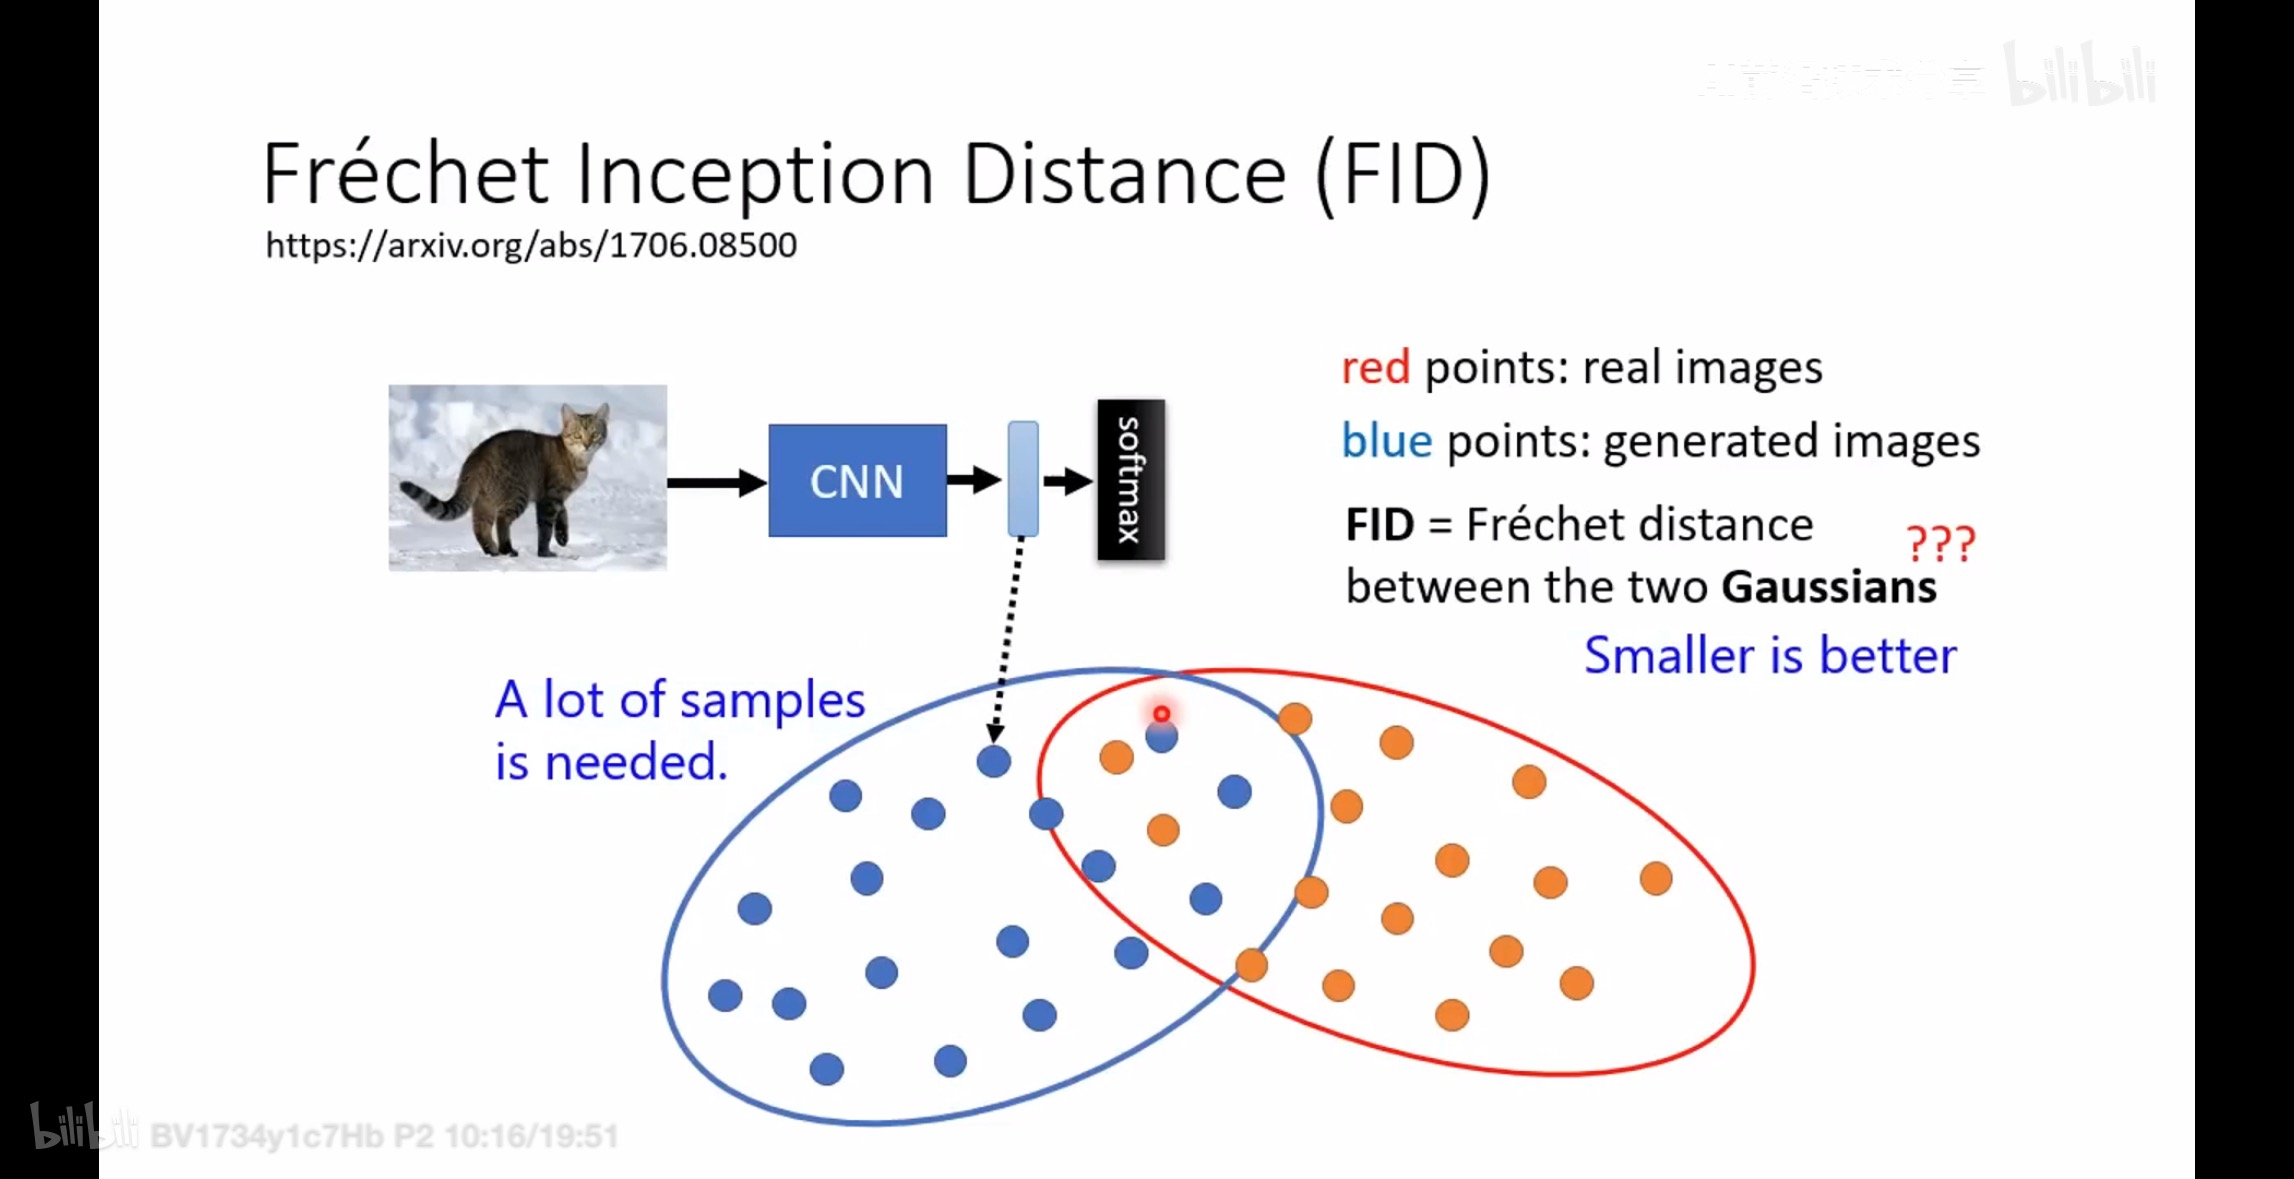 bilibili
Fréchet Inception Distance (FID)
https://arxiv.org/abs/1706.08500
red points: real images
blue points: generated images
CNN
softmax
FID = Fréchet distance
???
between the two Gaussians
Smaller is better
A lot of samples
is needed.
bilibili BV1734y1c7Hb P2 10:16/19:51